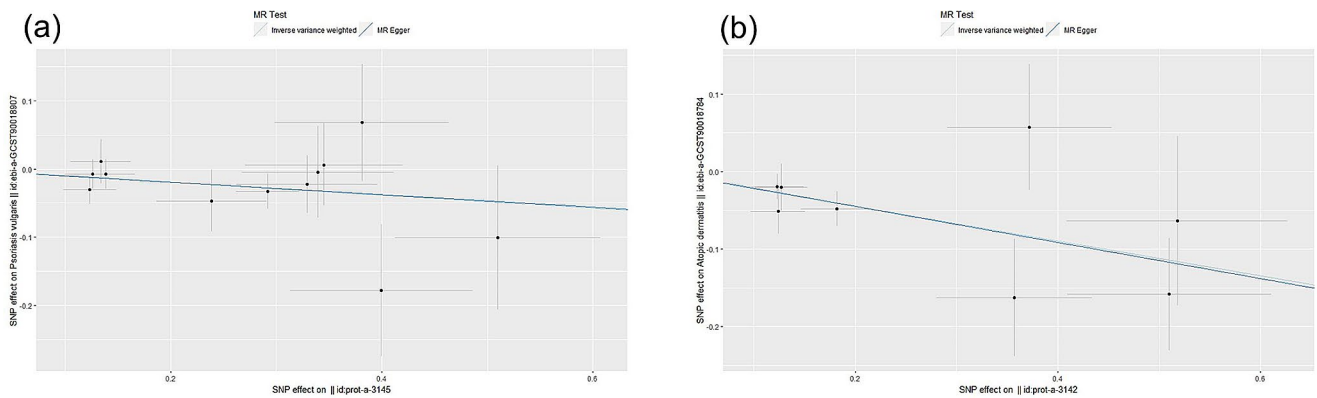 (a)
MR Test
Inverse variance weighted
MR Egger
SNP effect on Psoriasis vulgaris || id:ebi-a-GCST90018907
0.1
0.0
-0.1
-0.2
0.2
0.4
0.6
SNP effect on || id:prot-a-3145
(b)
MR Test
Inverse variance weighted
MR Egger
SNP effect on Atopic dermatitis || id:ebi-a-GCST90018784
0.1
0.0
-0.1
-0.2
0.2
0.4
0.6
SNP effect on || id:prot-a-3142